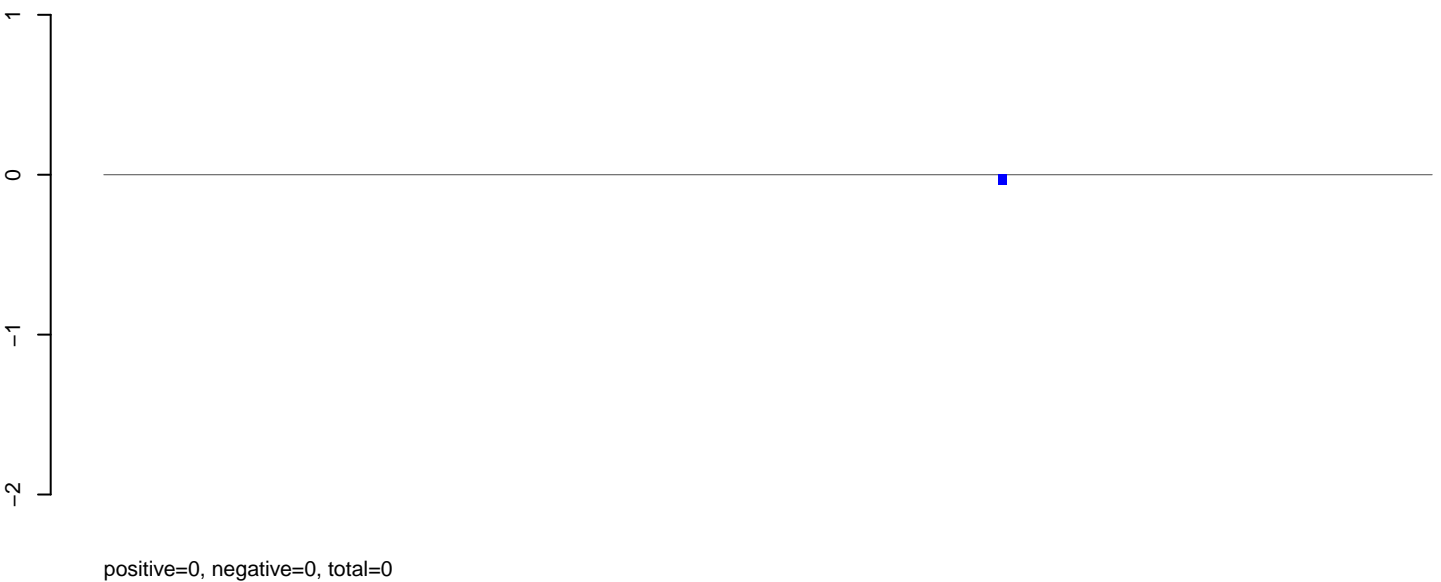 1
0
−1
−2
positive=0, negative=0, total=0